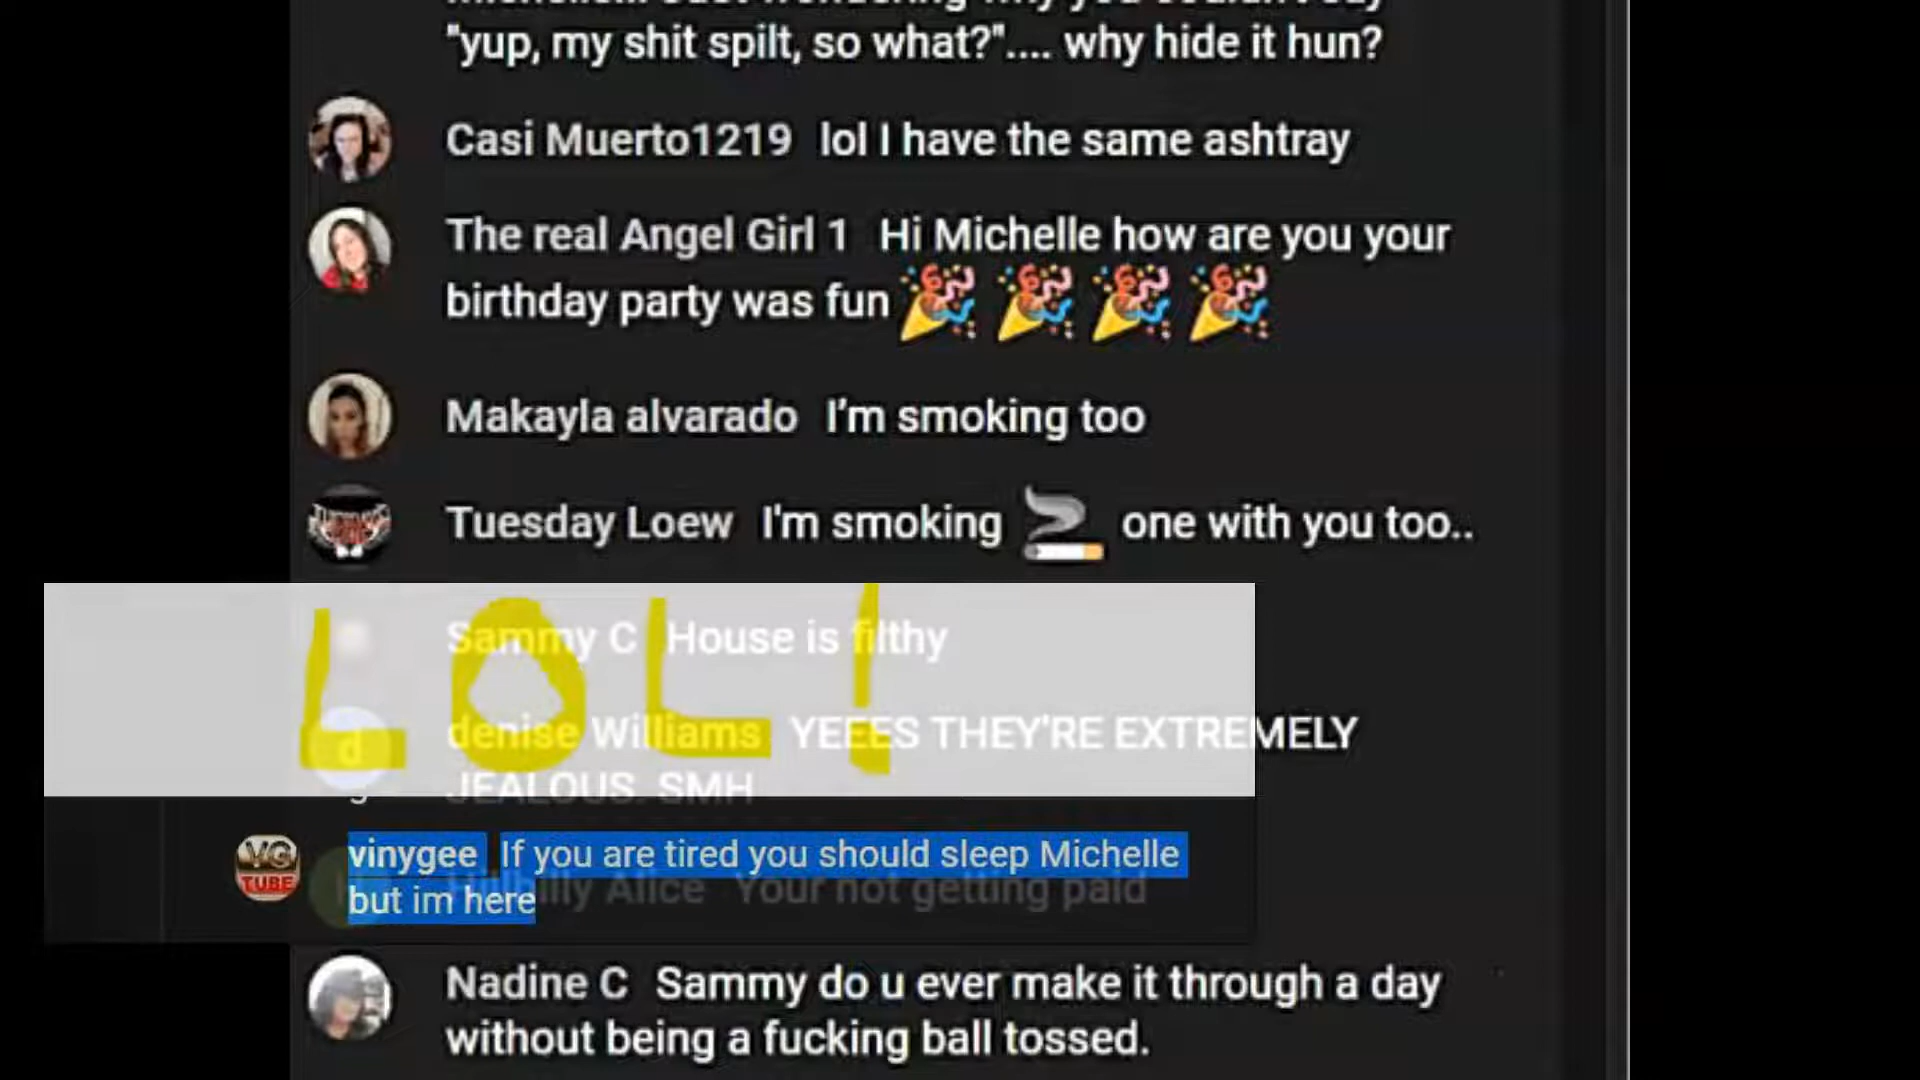 "yup, my shit spilt, so what?".... why hide it hun?
Casi Muerto1219 lol I have the same ashtray
The real Angel Girl 1 Hi Michelle how are you your
birthday party was fun 🎉 🎉 🎉 🎉
Makayla alvarado I'm smoking too
Tuesday Loew I'm smoking 🚬 one with you too..
LOL!
Sammy C House is filthy
d denise Williams YEEES THEY'RE EXTREMELY
JEALOUS. SMH
VG
TUBE
vinygee If you are tired you should sleep Michelle
but im here
Hillbilly Alice Your not getting paid
Nadine C Sammy do u ever make it through a day
without being a fucking ball tossed.